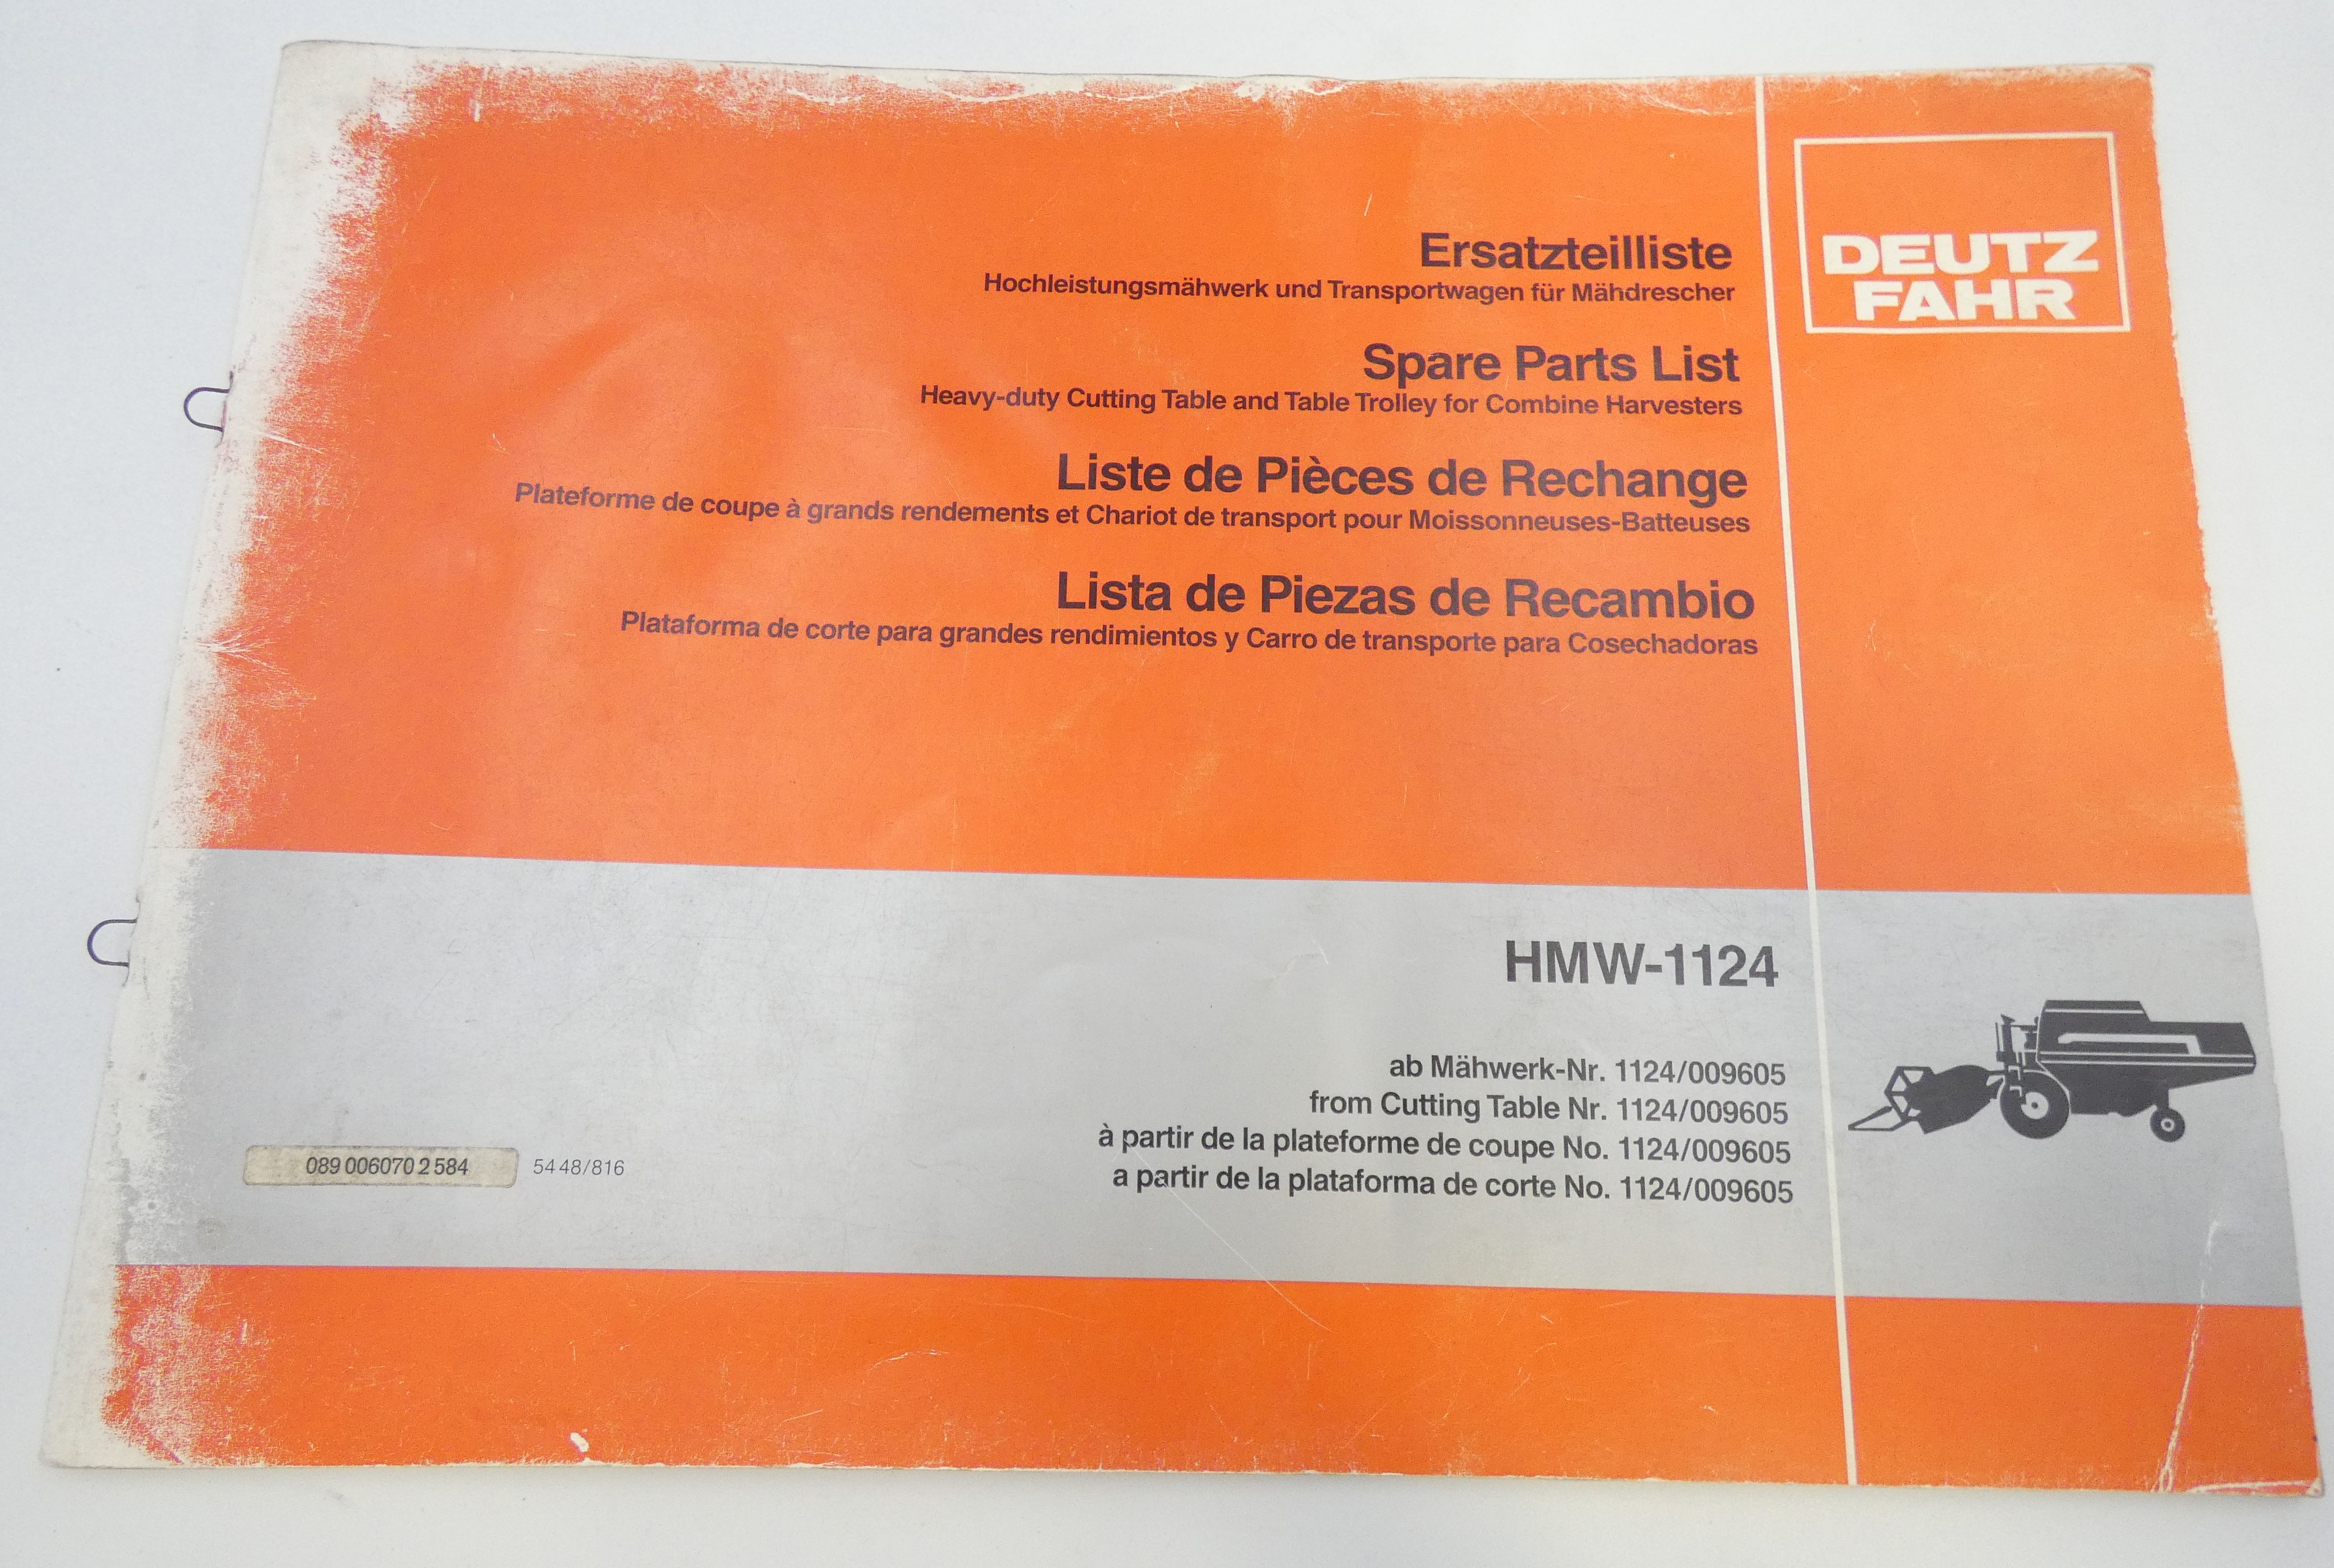 DEUTZ
FAHR
Ersatzteilliste
Hochleistungsmähwerk und Transportwagen für Mähdrescher
Spare Parts List
Heavy-duty Cutting Table and Table Trolley for Combine Harvesters
Liste de Pièces de Rechange
Plateforme de coupe à grands rendements et Chariot de transport pour Moissonneuses-Batteuses
Lista de Piezas de Recambio
Plataforma de corte para grandes rendimientos y Carro de transporte para Cosechadoras
HMW-1124
ab Mähwerk-Nr. 1124/009605
from Cutting Table Nr. 1124/009605
à partir de la plateforme de coupe No. 1124/009605
a partir de la plataforma de corte No. 1124/009605
089 00 6070 2 584 54 48/816